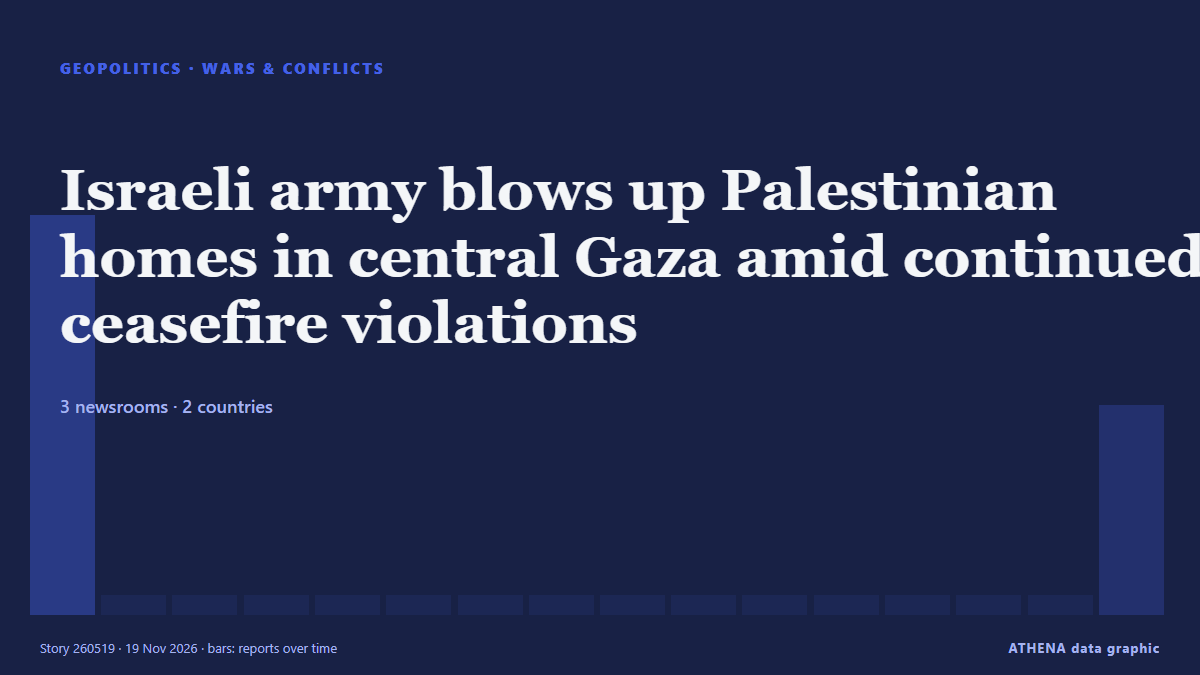 GEOPOLITICS · WARS & CONFLICTS
Israeli army blows up Palestinian
homes in central Gaza amid continued
ceasefire violations
3 newsrooms · 2 countries
Story 260519 · 19 Nov 2026 · bars: reports over time
ATHENA data graphic